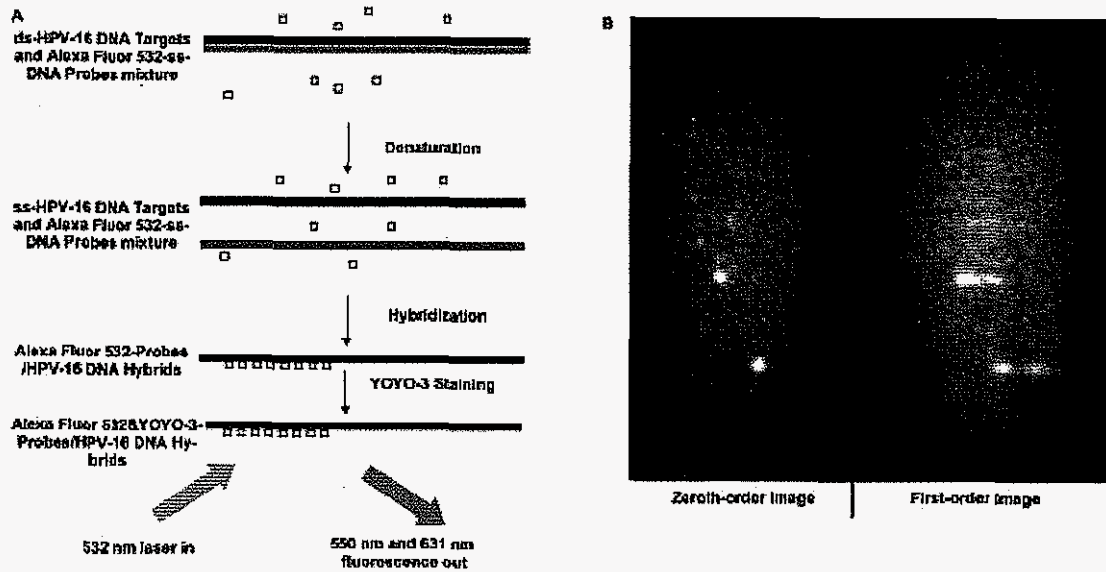 A
ds-HPV-16 DNA Targets
and Alexa Fluor 532-ss-
DNA Probes mixture
Denaturation
ss-HPV-16 DNA Targets
and Alexa Fluor 532-ss-
DNA Probes mixture
Hybridization
Alexa Fluor 532-Probes
/HPV-16 DNA Hybrids
YOYO-3 Staining
Alexa Fluor 532&YOYO-3-
Probes/HPV-16 DNA Hy-
brids
532 nm laser in
550 nm and 631 nm
fluorescence out
B
Zeroth-order Image
First-order Image